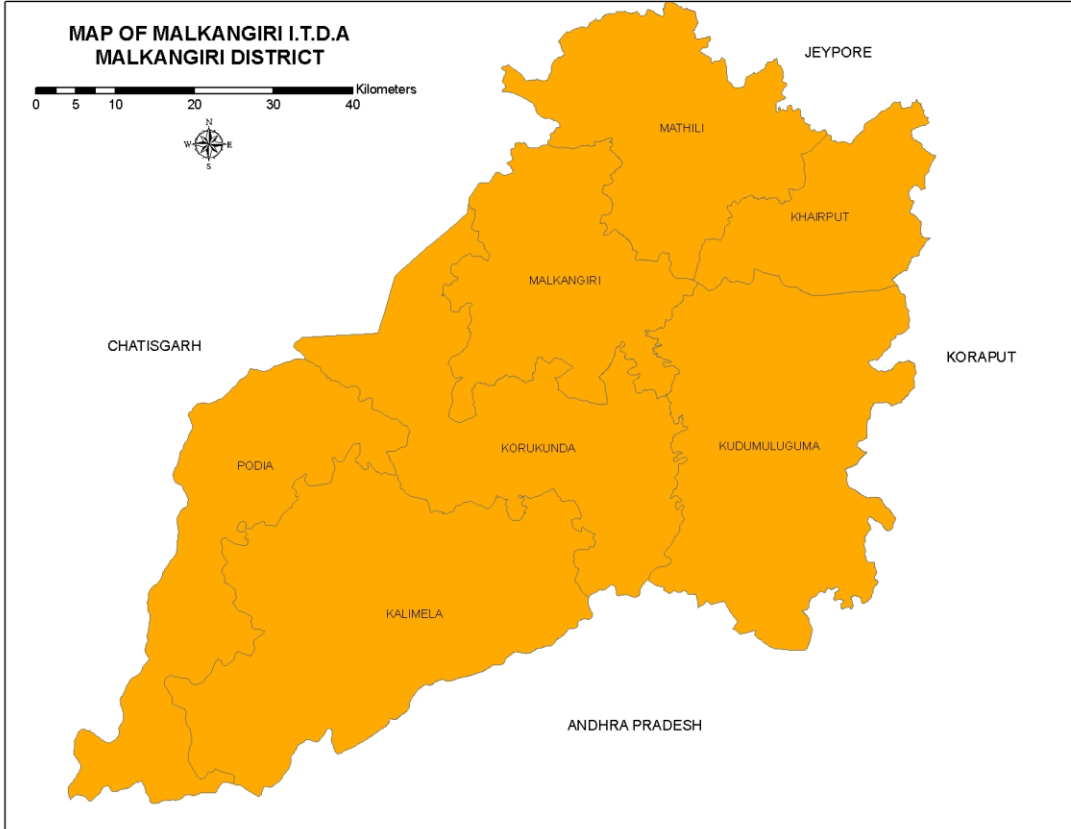 MAP OF MALKANGIRI I.T.D.A
MALKANGIRI DISTRICT
Kilometers
0 5 10 20 30 40
N
W E
S
JEYPORE
MATHILI
KHAIRPUT
MALKANGIRI
CHATISGARH
KORAPUT
KORUKUNDA
KUDUMULUGUMA
PODIA
KALIMELA
ANDHRA PRADESH